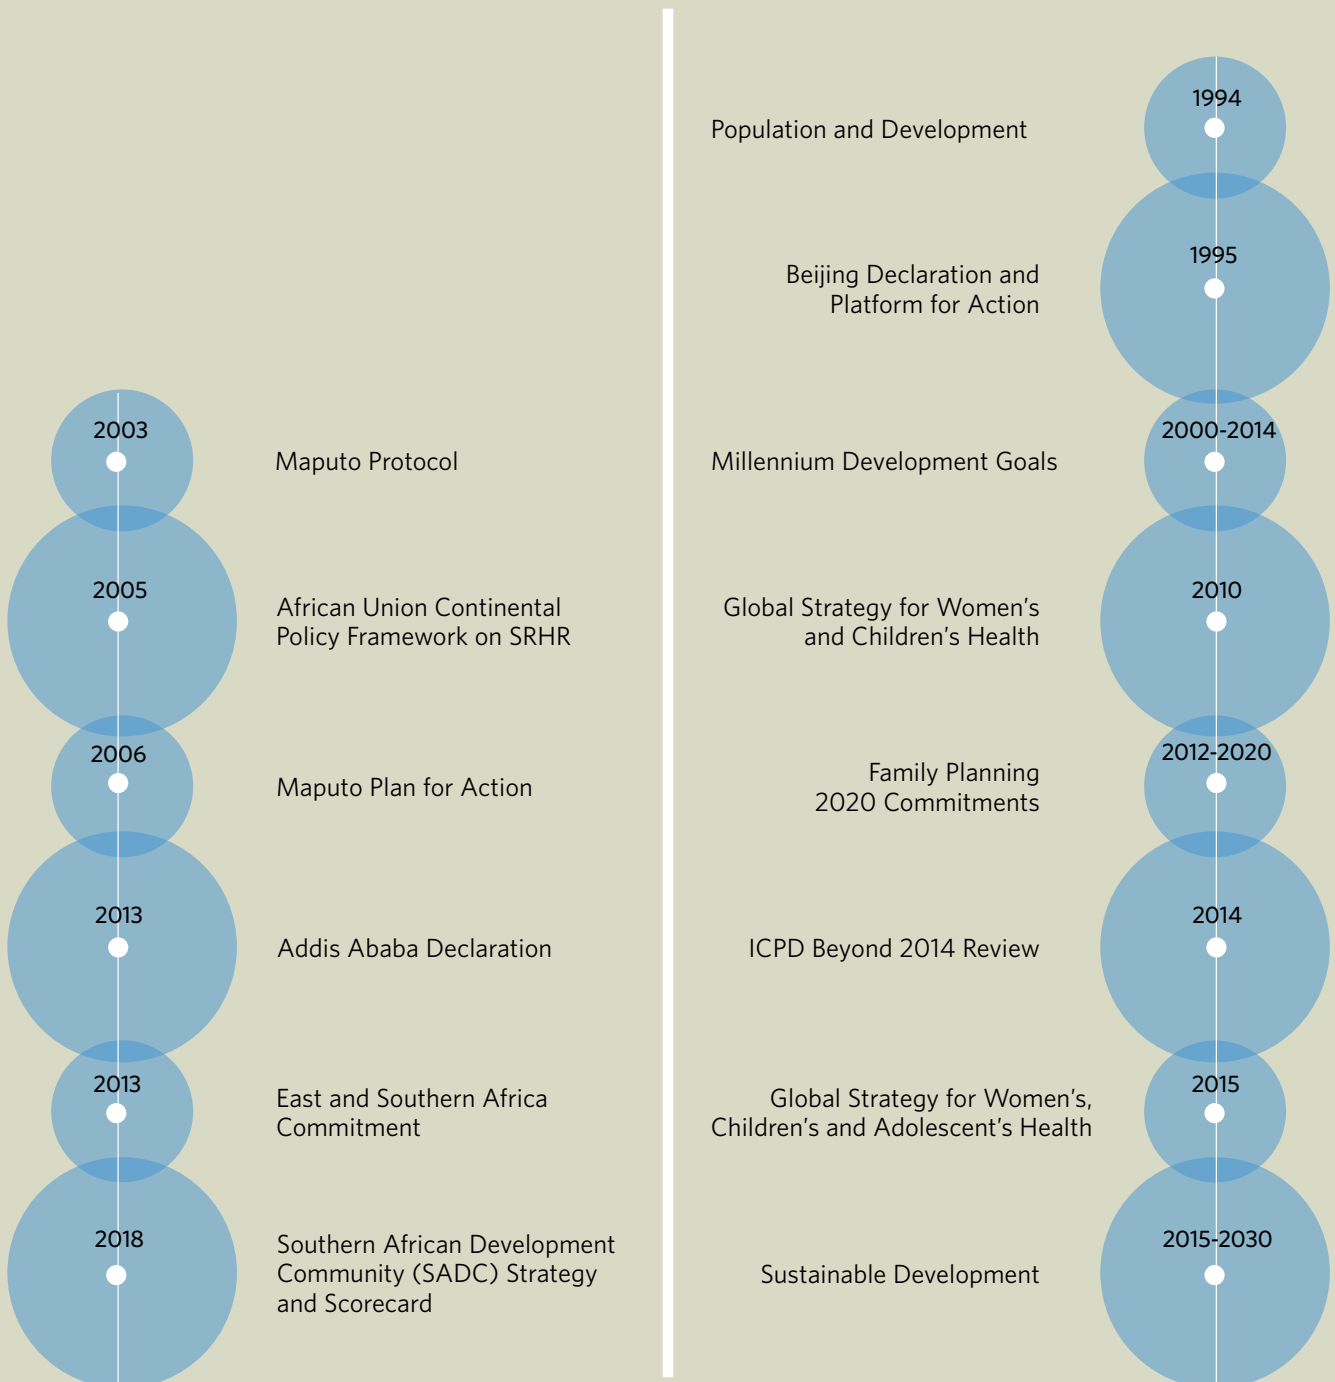 2003
Maputo Protocol
2005
African Union Continental
Policy Framework on SRHR
2006
Maputo Plan for Action
2013
Addis Ababa Declaration
2013
East and Southern Africa
Commitment
2018
Southern African Development
Community (SADC) Strategy
and Scorecard
1994
Population and Development
1995
Beijing Declaration and
Platform for Action
2000-2014
Millennium Development Goals
2010
Global Strategy for Women's
and Children's Health
2012-2020
Family Planning
2020 Commitments
2014
ICPD Beyond 2014 Review
2015
Global Strategy for Women's,
Children's and Adolescent's Health
2015-2030
Sustainable Development